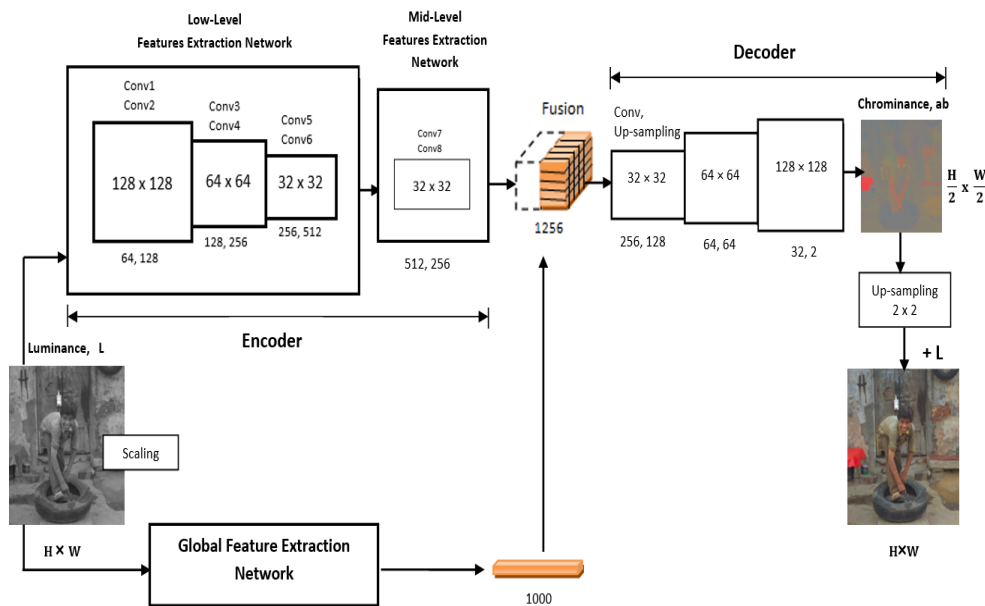 Low-Level
Features Extraction Network
Mid-Level
Features Extraction
Network
Decoder
Conv1
Conv2
Conv3
Conv4
Conv5
Conv6
128 x 128
64 x 64
32 x 32
64, 128
128, 256
256, 512
Conv7
Conv8
32 x 32
512, 256
Fusion
1256
Conv,
Up-sampling
32 x 32
64 x 64
128 x 128
256, 128
64, 64
32, 2
Chrominance, ab
H/2 x W/2
Up-sampling
2 x 2
+ L
H×W
Encoder
Luminance, L
Scaling
H × W
Global Feature Extraction
Network
1000